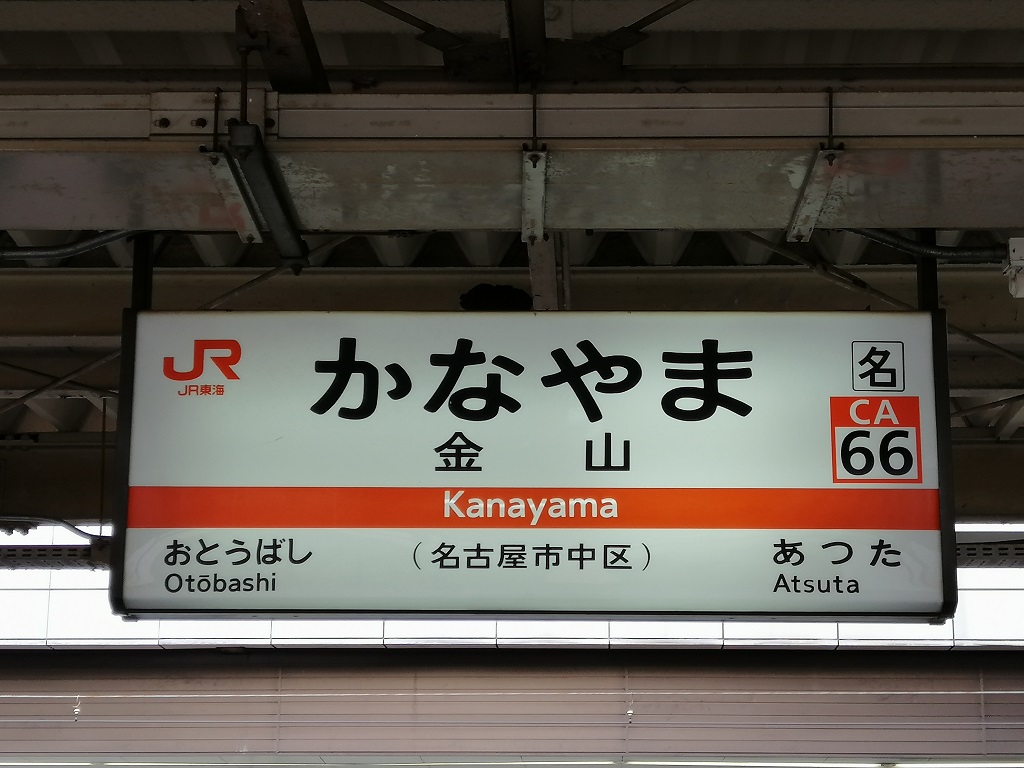 JR
JR東海
かなやま
名
CA
66
金山
Kanayama
おとうばし
Otōbashi
（名古屋市中区）
あつた
Atsuta